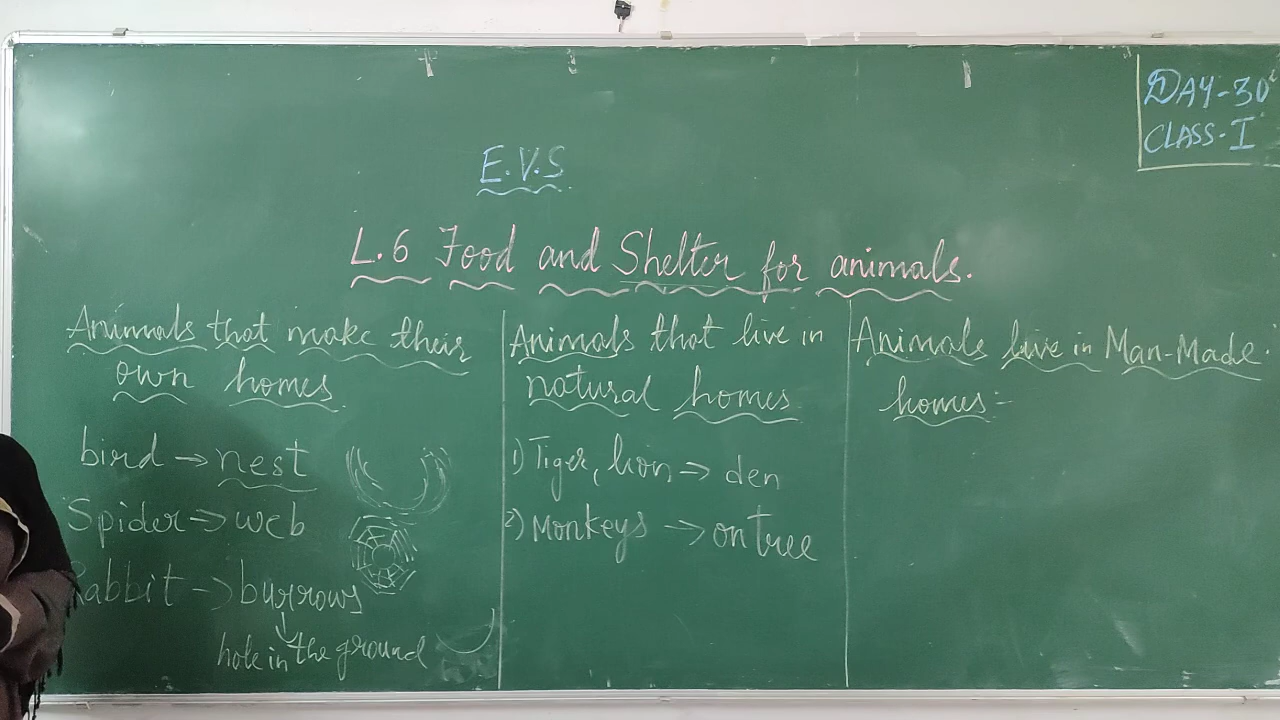 DAY-30
CLASS-I
E.V.S
L.6 Food and Shelter for animals.
Animals that make their
own homes
bird → nest
Spider → web
Rabbit → burrows
hole in the ground
Animals that live in
natural homes
1) Tiger, lion → den
2) Monkeys → on tree
Animals live in Man-Made
homes:-